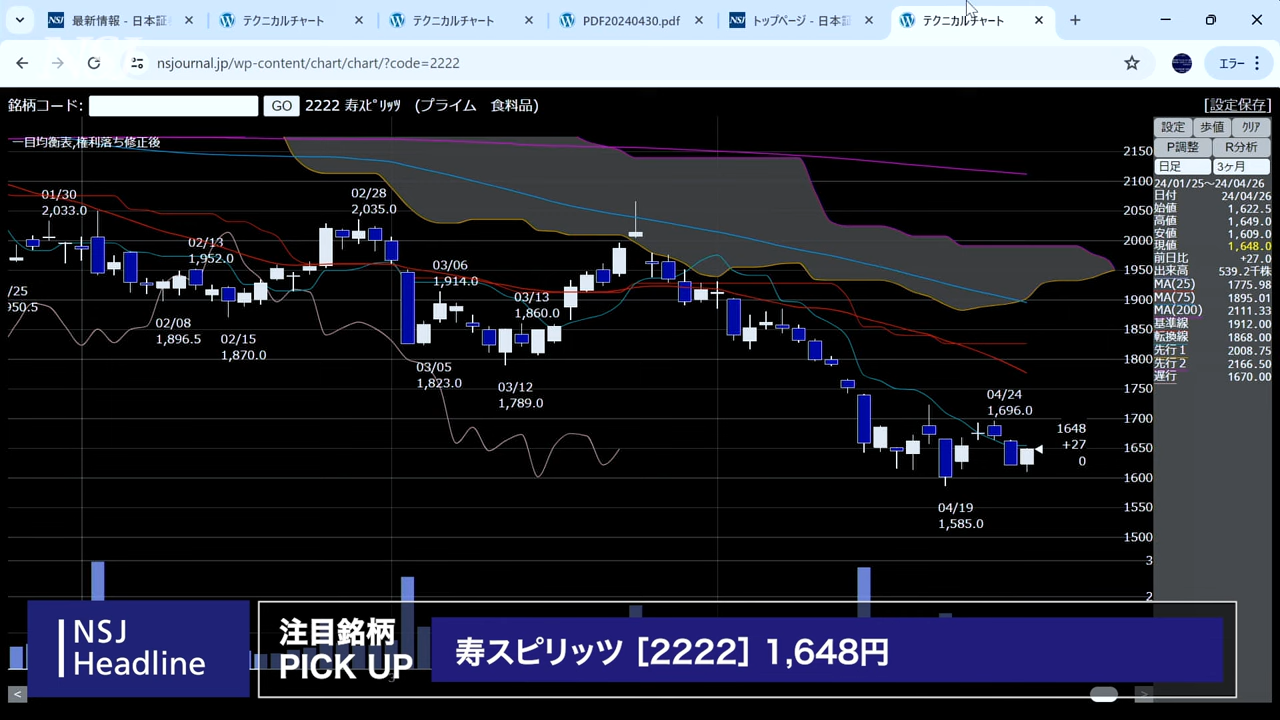 最新情報 - 日本証
テクニカルチャート
テクニカルチャート
PDF20240430.pdf
トップページ - 日本証
テクニカルチャート
NSJ
nsjournal.jp/wp-content/chart/chart/?code=2222
エラー
銘柄コード:
GO
2222 寿ｽﾋﾟﾘｯﾂ (プライム 食料品)
[設定保存]
一目均衡表,権利落ち修正後
設定 歩値 ｸﾘｱ
P調整 R分析
日足 3ヶ月
24/01/25～24/04/26
日付 24/04/26
始値 1,622.5
高値 1,649.0
安値 1,609.0
現値 1,648.0
前日比 +27.0
出来高 539.2千株
MA(25) 1775.98
MA(75) 1895.01
MA(200) 2111.33
基準線 1912.00
転換線 1868.00
先行1 2008.75
先行2 2166.50
遅行 1670.00
2150
2100
2050
2000
1950
1900
1850
1800
1750
1700
1650
1600
1550
1500
3
2
01/30
2,033.0
02/13
1,952.0
02/28
2,035.0
03/06
1,914.0
03/13
1,860.0
/25
950.5
02/08
1,896.5
02/15
1,870.0
03/05
1,823.0
03/12
1,789.0
04/24
1,696.0
1648
+27
0
04/19
1,585.0
NSJ
Headline
注目銘柄
PICK UP
寿スピリッツ [2222] 1,648円